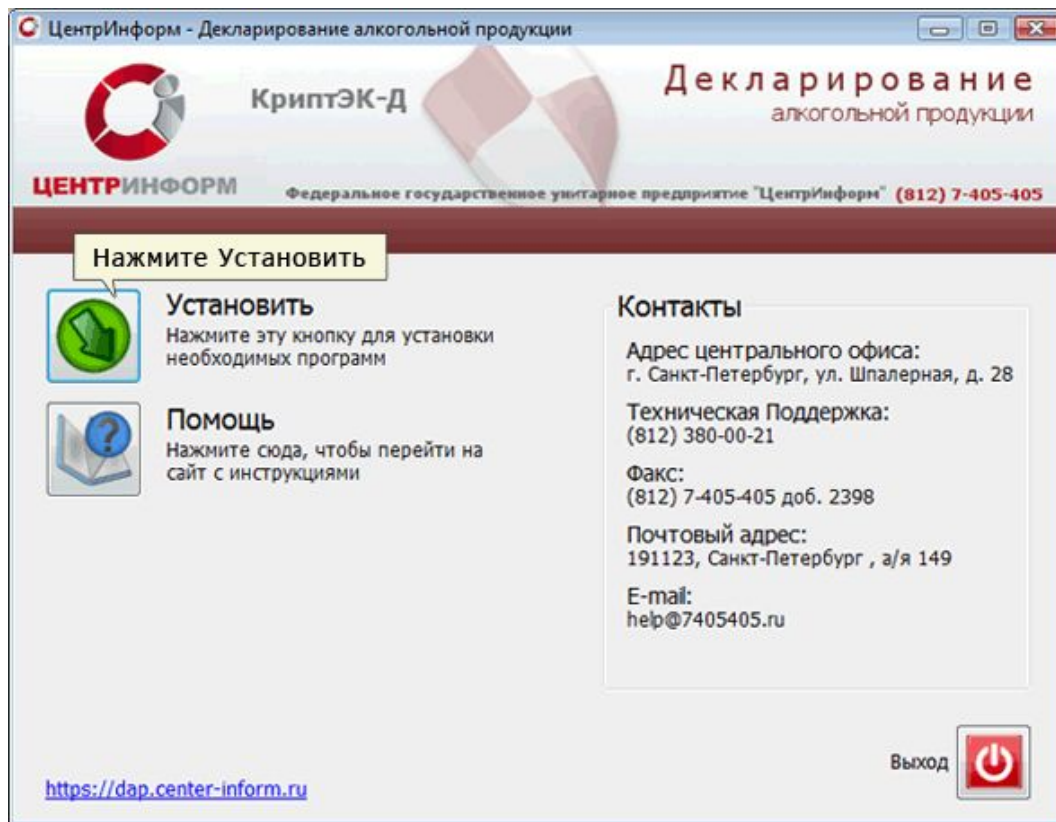 ЦентрИнформ - Декларирование алкогольной продукции
КриптЭК-Д
Декларирование
алкогольной продукции
ЦЕНТРИНФОРМ
Федеральное государственное унитарное предприятие "ЦентрИнформ" (812) 7-405-405
Нажмите Установить
Установить
Нажмите эту кнопку для установки
необходимых программ
Помощь
Нажмите сюда, чтобы перейти на
сайт с инструкциями
Контакты
Адрес центрального офиса:
г. Санкт-Петербург, ул. Шпалерная, д. 28
Техническая Поддержка:
(812) 380-00-21
Факс:
(812) 7-405-405 доб. 2398
Почтовый адрес:
191123, Санкт-Петербург , а/я 149
E-mail:
help@7405405.ru
Выход
https://dap.center-inform.ru